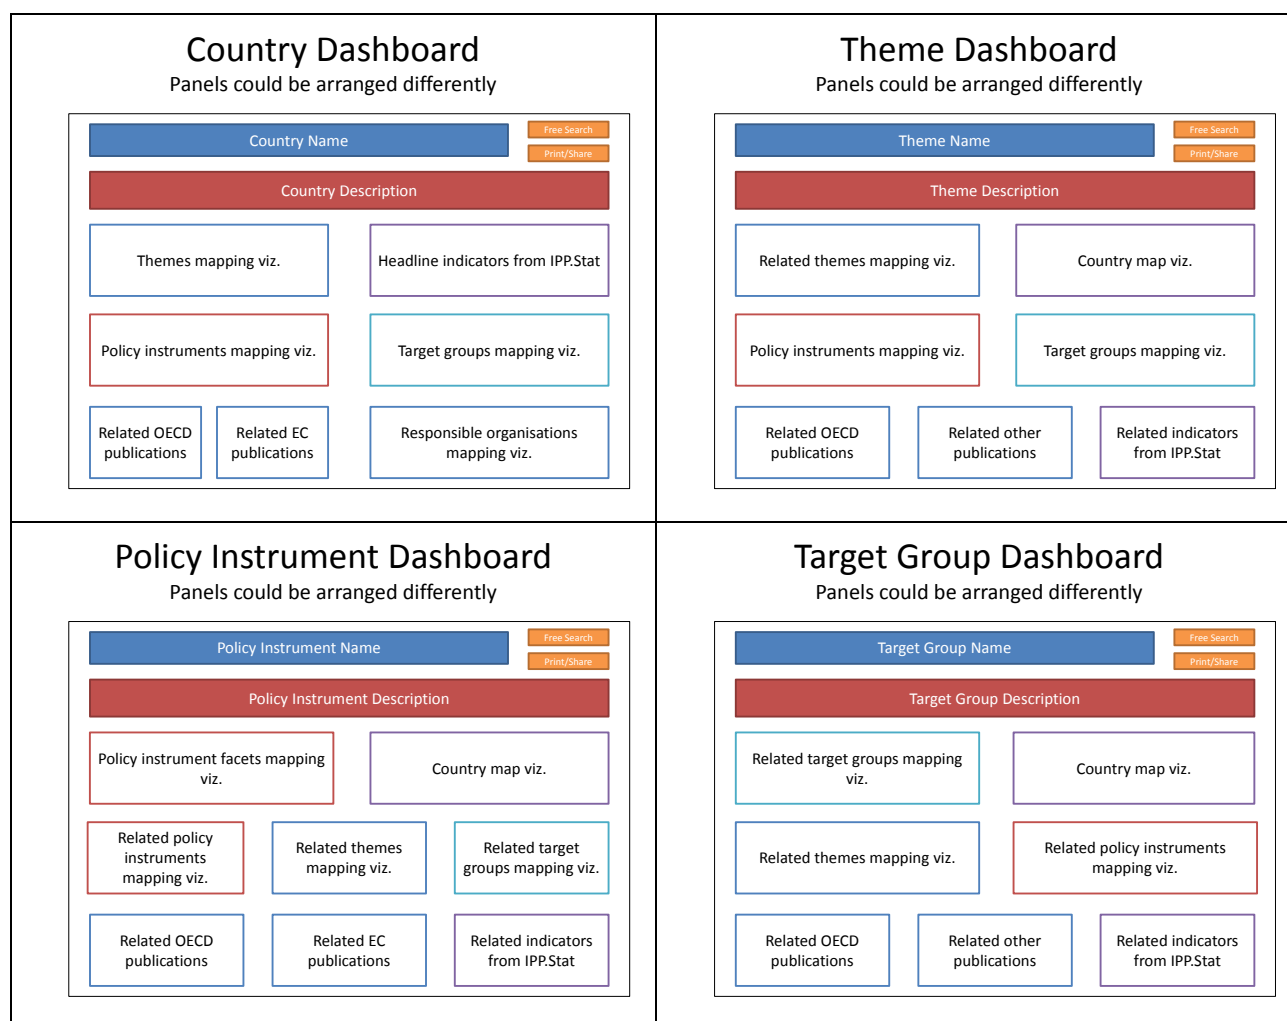 Country Dashboard
Panels could be arranged differently
Country Name
Free Search
Print/Share
Country Description
Themes mapping viz.
Headline indicators from IPP.Stat
Policy instruments mapping viz.
Target groups mapping viz.
Related OECD
publications
Related EC
publications
Responsible organisations
mapping viz.
Theme Dashboard
Panels could be arranged differently
Theme Name
Free Search
Print/Share
Theme Description
Related themes mapping viz.
Country map viz.
Policy instruments mapping viz.
Target groups mapping viz.
Related OECD
publications
Related other
publications
Related indicators
from IPP.Stat
Policy Instrument Dashboard
Panels could be arranged differently
Policy Instrument Name
Free Search
Print/Share
Policy Instrument Description
Policy instrument facets mapping
viz.
Country map viz.
Related policy
instruments
mapping viz.
Related themes
mapping viz.
Related target
groups mapping viz.
Related OECD
publications
Related EC
publications
Related indicators
from IPP.Stat
Target Group Dashboard
Panels could be arranged differently
Target Group Name
Free Search
Print/Share
Target Group Description
Related target groups mapping
viz.
Country map viz.
Related themes mapping viz.
Related policy instruments
mapping viz.
Related OECD
publications
Related other
publications
Related indicators
from IPP.Stat